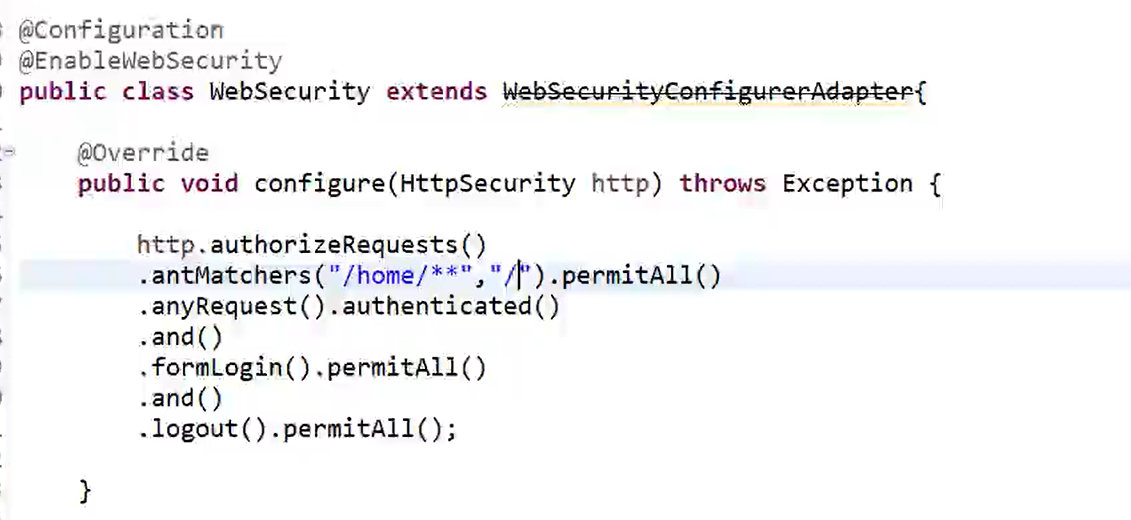 @Configuration
@EnableWebSecurity
public class WebSecurity extends WebSecurityConfigurerAdapter{
@Override
public void configure(HttpSecurity http) throws Exception {
http.authorizeRequests()
.antMatchers("/home/**","/").permitAll()
.anyRequest().authenticated()
.and()
.formLogin().permitAll()
.and()
.logout().permitAll();
}